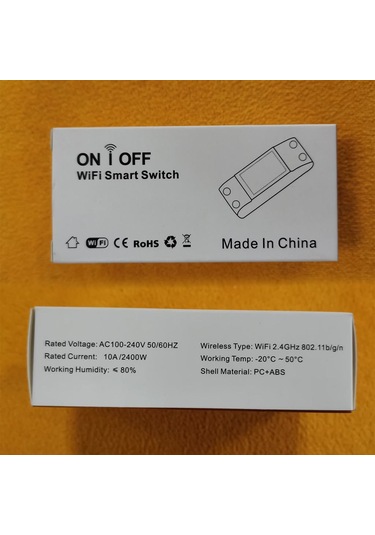 ON OFF
WiFi Smart Switch
WiFi CE RoHS
Made In China
Rated Voltage: AC100-240V 50/60HZ
Rated Current: 10A/2400W
Working Humidity: ≤ 80%
Wireless Type: WiFi 2.4GHz 802.11b/g/n
Working Temp: -20°C ~ 50°C
Shell Material: PC+ABS